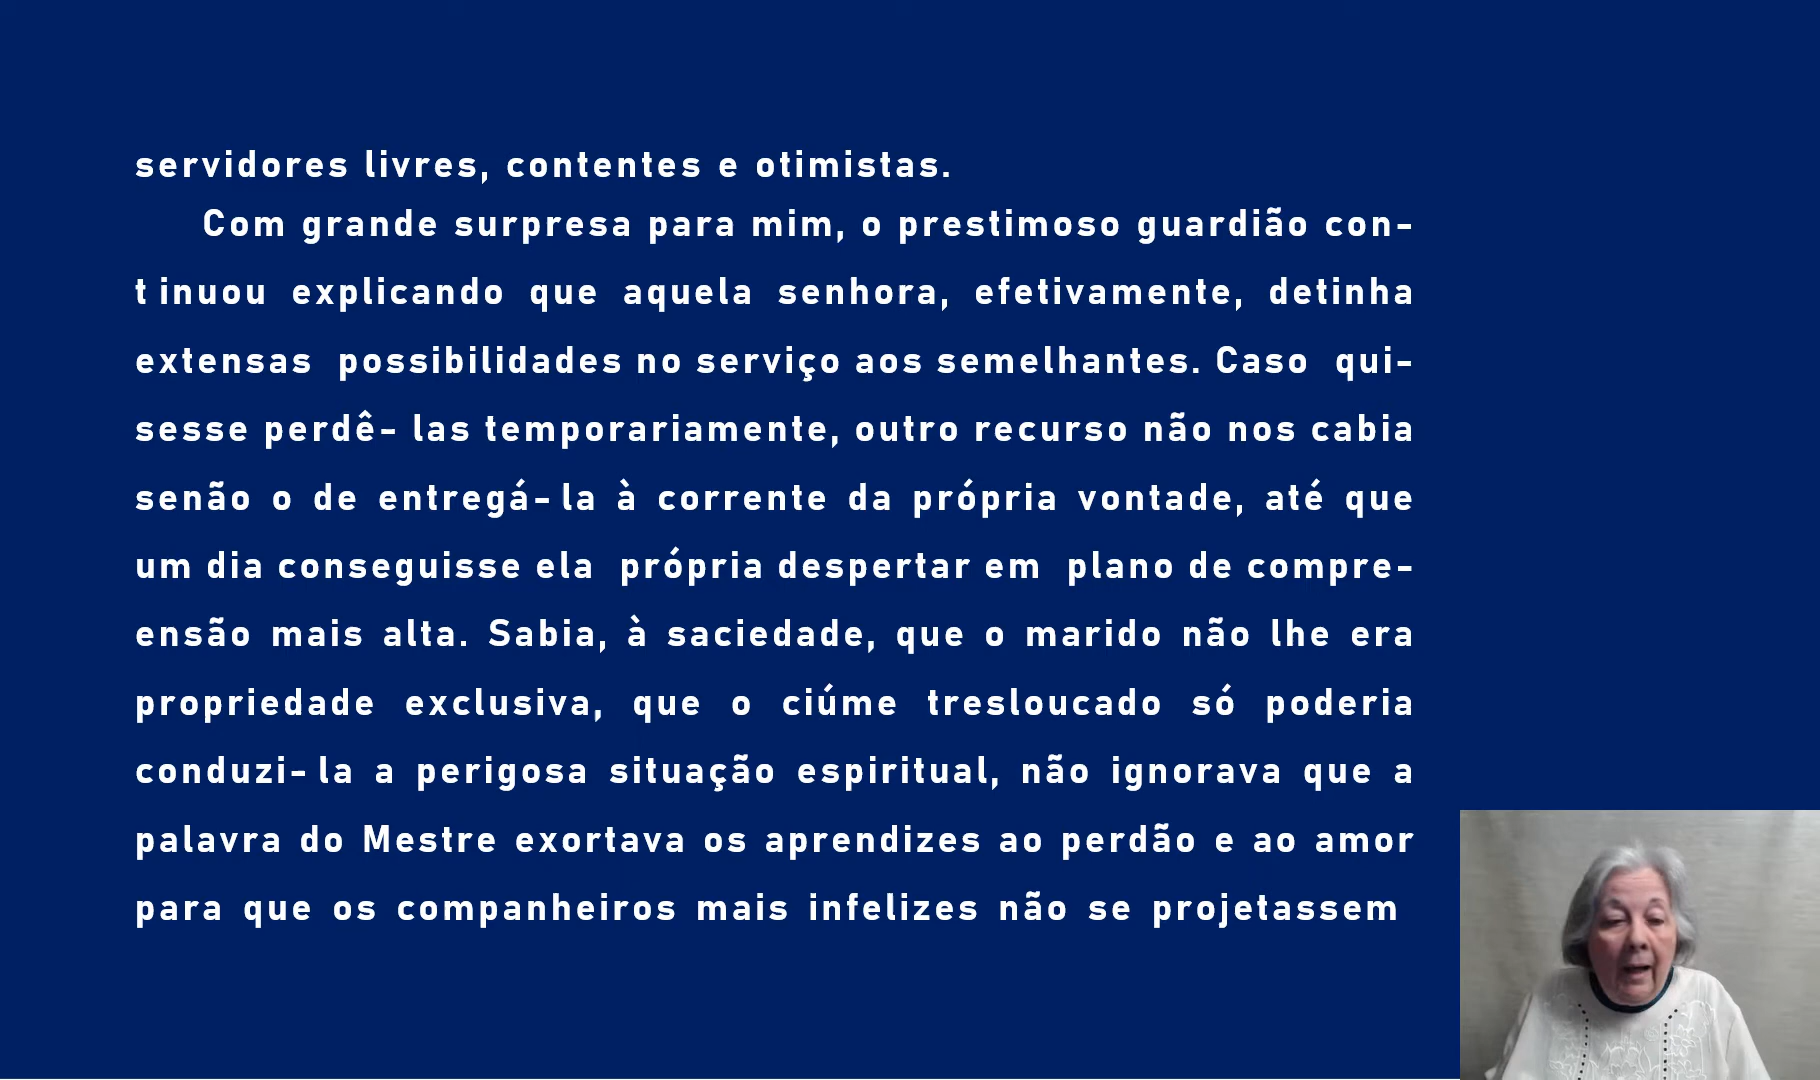 servidores livres, contentes e otimistas.
Com grande surpresa para mim, o prestimoso guardião con-
t inuou explicando que aquela senhora, efetivamente, detinha
extensas possibilidades no serviço aos semelhantes. Caso qui-
sesse perdê- las temporariamente, outro recurso não nos cabia
senão o de entregá- la à corrente da própria vontade, até que
um dia conseguisse ela própria despertar em plano de compre-
ensão mais alta. Sabia, à saciedade, que o marido não lhe era
propriedade exclusiva, que o ciúme tresloucado só poderia
conduzi- la a perigosa situação espiritual, não ignorava que a
palavra do Mestre exortava os aprendizes ao perdão e ao amor
para que os companheiros mais infelizes não se projetassem